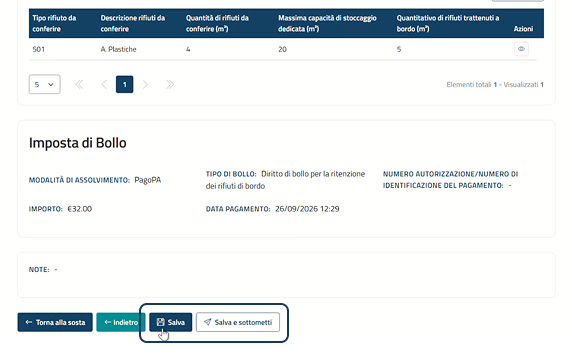 Tipo rifiuto da conferire
Descrizione rifiuti da conferire
Quantità di rifiuti da conferire (m³)
Massima capacità di stoccaggio dedicata (m³)
Quantitativo di rifiuti trattenuti a bordo (m³)
Azioni
501
A. Plastiche
4
20
5
5
1
Elementi totali 1 - Visualizzati 1
Imposta di Bollo
MODALITÀ DI ASSOLVIMENTO: PagoPA
TIPO DI BOLLO: Diritto di bollo per la ritenzione
dei rifiuti di bordo
NUMERO AUTORIZZAZIONE/NUMERO DI
IDENTIFICAZIONE DEL PAGAMENTO: -
IMPORTO: €32.00
DATA PAGAMENTO: 26/09/2026 12:29
NOTE: -
Torna alla sosta
Indietro
Salva
Salva e sottometti